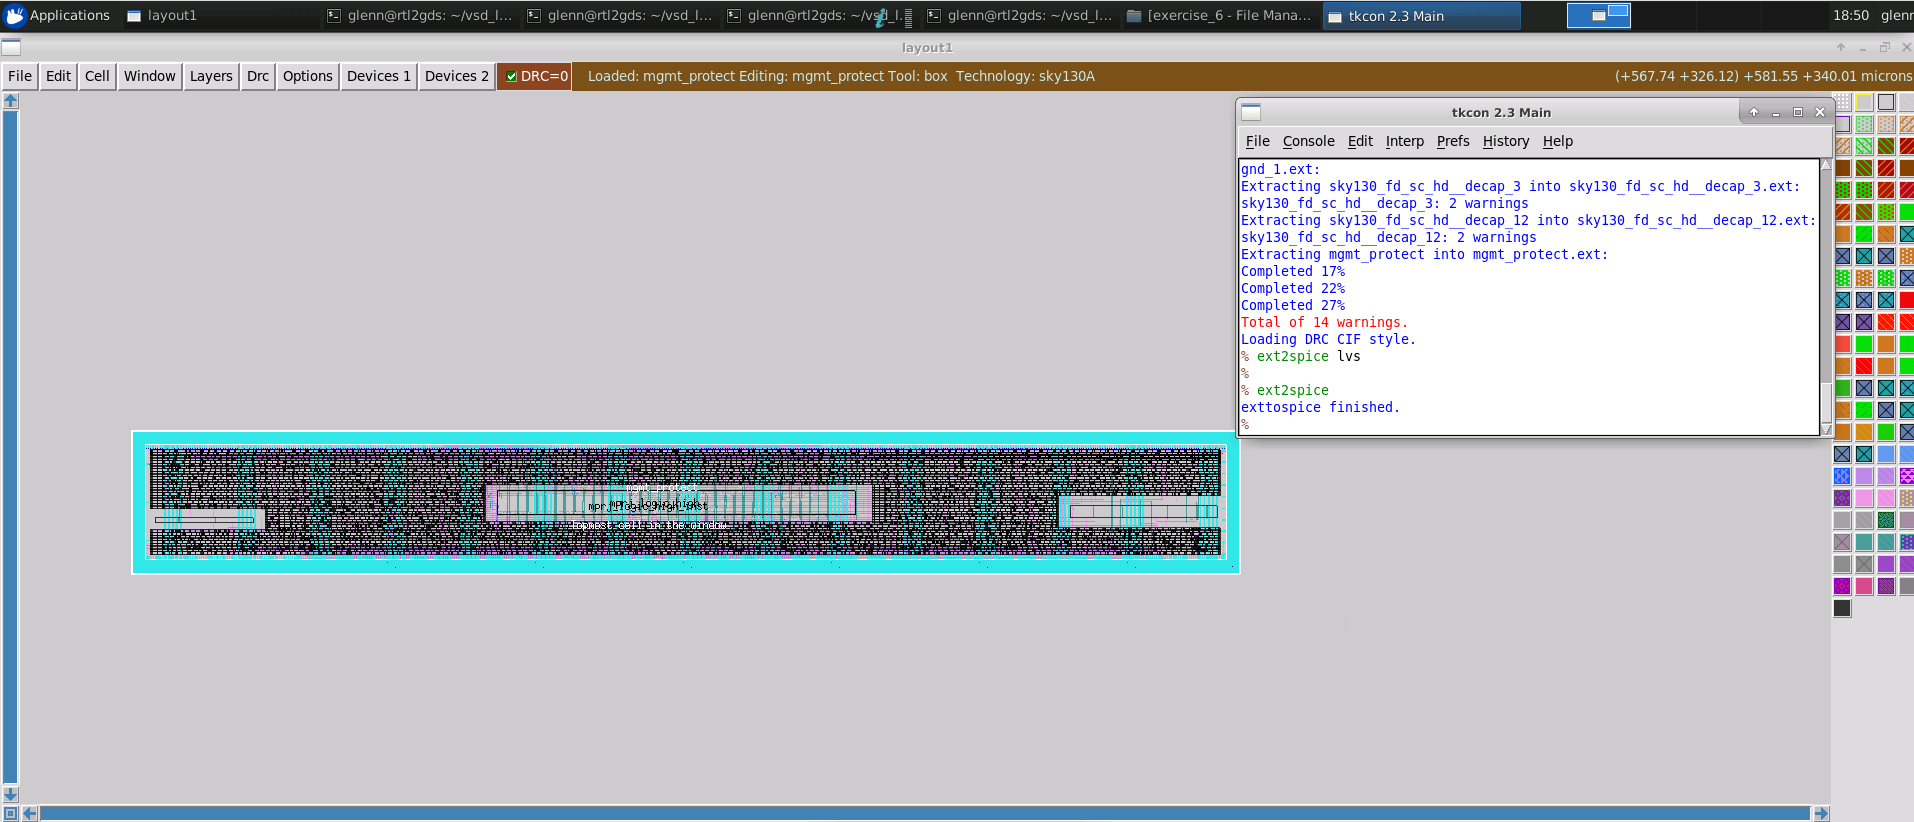 Applications
layout1
glenn@rtl2gds: ~/vsd_l...
glenn@rtl2gds: ~/vsd_l...
glenn@rtl2gds: ~/vsd_l...
glenn@rtl2gds: ~/vsd_l...
[exercise_6 - File Mana...
tkcon 2.3 Main
18:50
glenn
layout1
File Edit Cell Window Layers Drc Options Devices 1 Devices 2 DRC=0 Loaded: mgmt_protect Editing: mgmt_protect Tool: box Technology: sky130A (+567.74 +326.12) +581.55 +340.01 microns
tkcon 2.3 Main
File Console Edit Interp Prefs History Help
gnd_1.ext:
Extracting sky130_fd_sc_hd__decap_3 into sky130_fd_sc_hd__decap_3.ext:
sky130_fd_sc_hd__decap_3: 2 warnings
Extracting sky130_fd_sc_hd__decap_12 into sky130_fd_sc_hd__decap_12.ext:
sky130_fd_sc_hd__decap_12: 2 warnings
Extracting mgmt_protect into mgmt_protect.ext:
Completed 17%
Completed 22%
Completed 27%
Total of 14 warnings.
Loading DRC CIF style.
% ext2spice lvs
%
% ext2spice
exttospice finished.
%
mgmt_protect
Topmost cell in the window